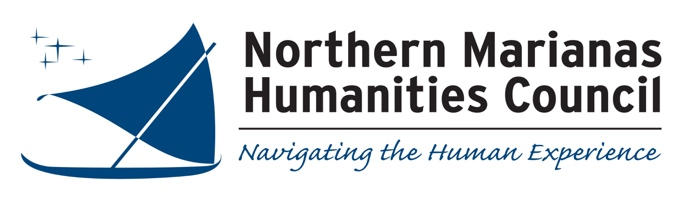 Northern Marianas
Humanities Council
Navigating the Human Experience